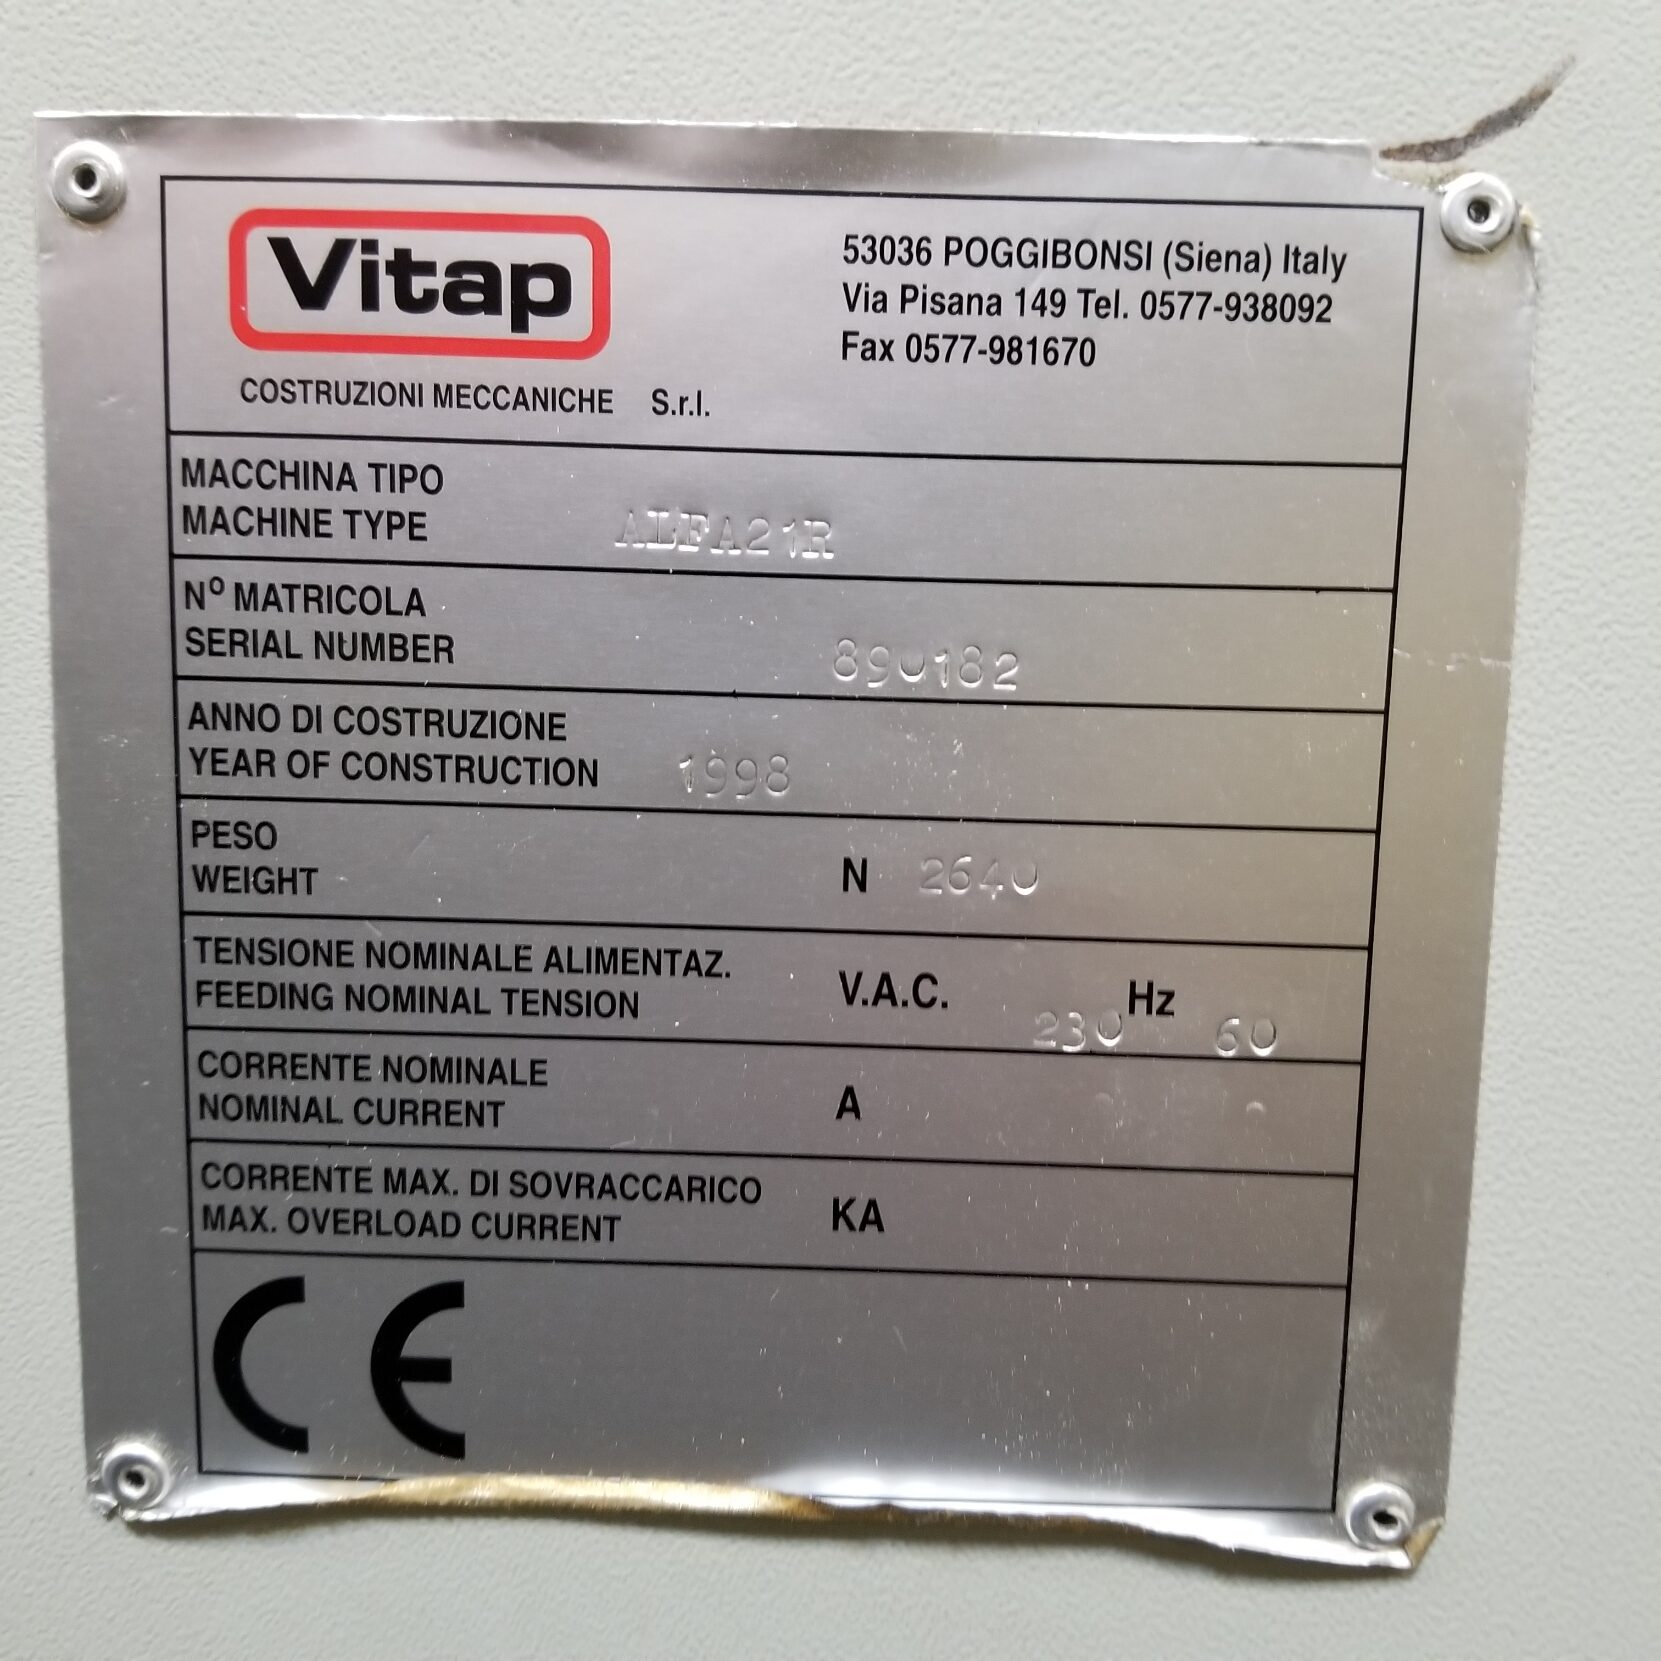 Vitap
COSTRUZIONI MECCANICHE S.r.l.
53036 POGGIBONSI (Siena) Italy
Via Pisana 149 Tel. 0577-938092
Fax 0577-981670
MACCHINA TIPO
MACHINE TYPE ALFA21R
Nº MATRICOLA
SERIAL NUMBER 890182
ANNO DI COSTRUZIONE
YEAR OF CONSTRUCTION 1998
PESO
WEIGHT N 2640
TENSIONE NOMINALE ALIMENTAZ.
FEEDING NOMINAL TENSION V.A.C. 230 Hz 60
CORRENTE NOMINALE
NOMINAL CURRENT A
CORRENTE MAX. DI SOVRACCARICO
MAX. OVERLOAD CURRENT KA
CE